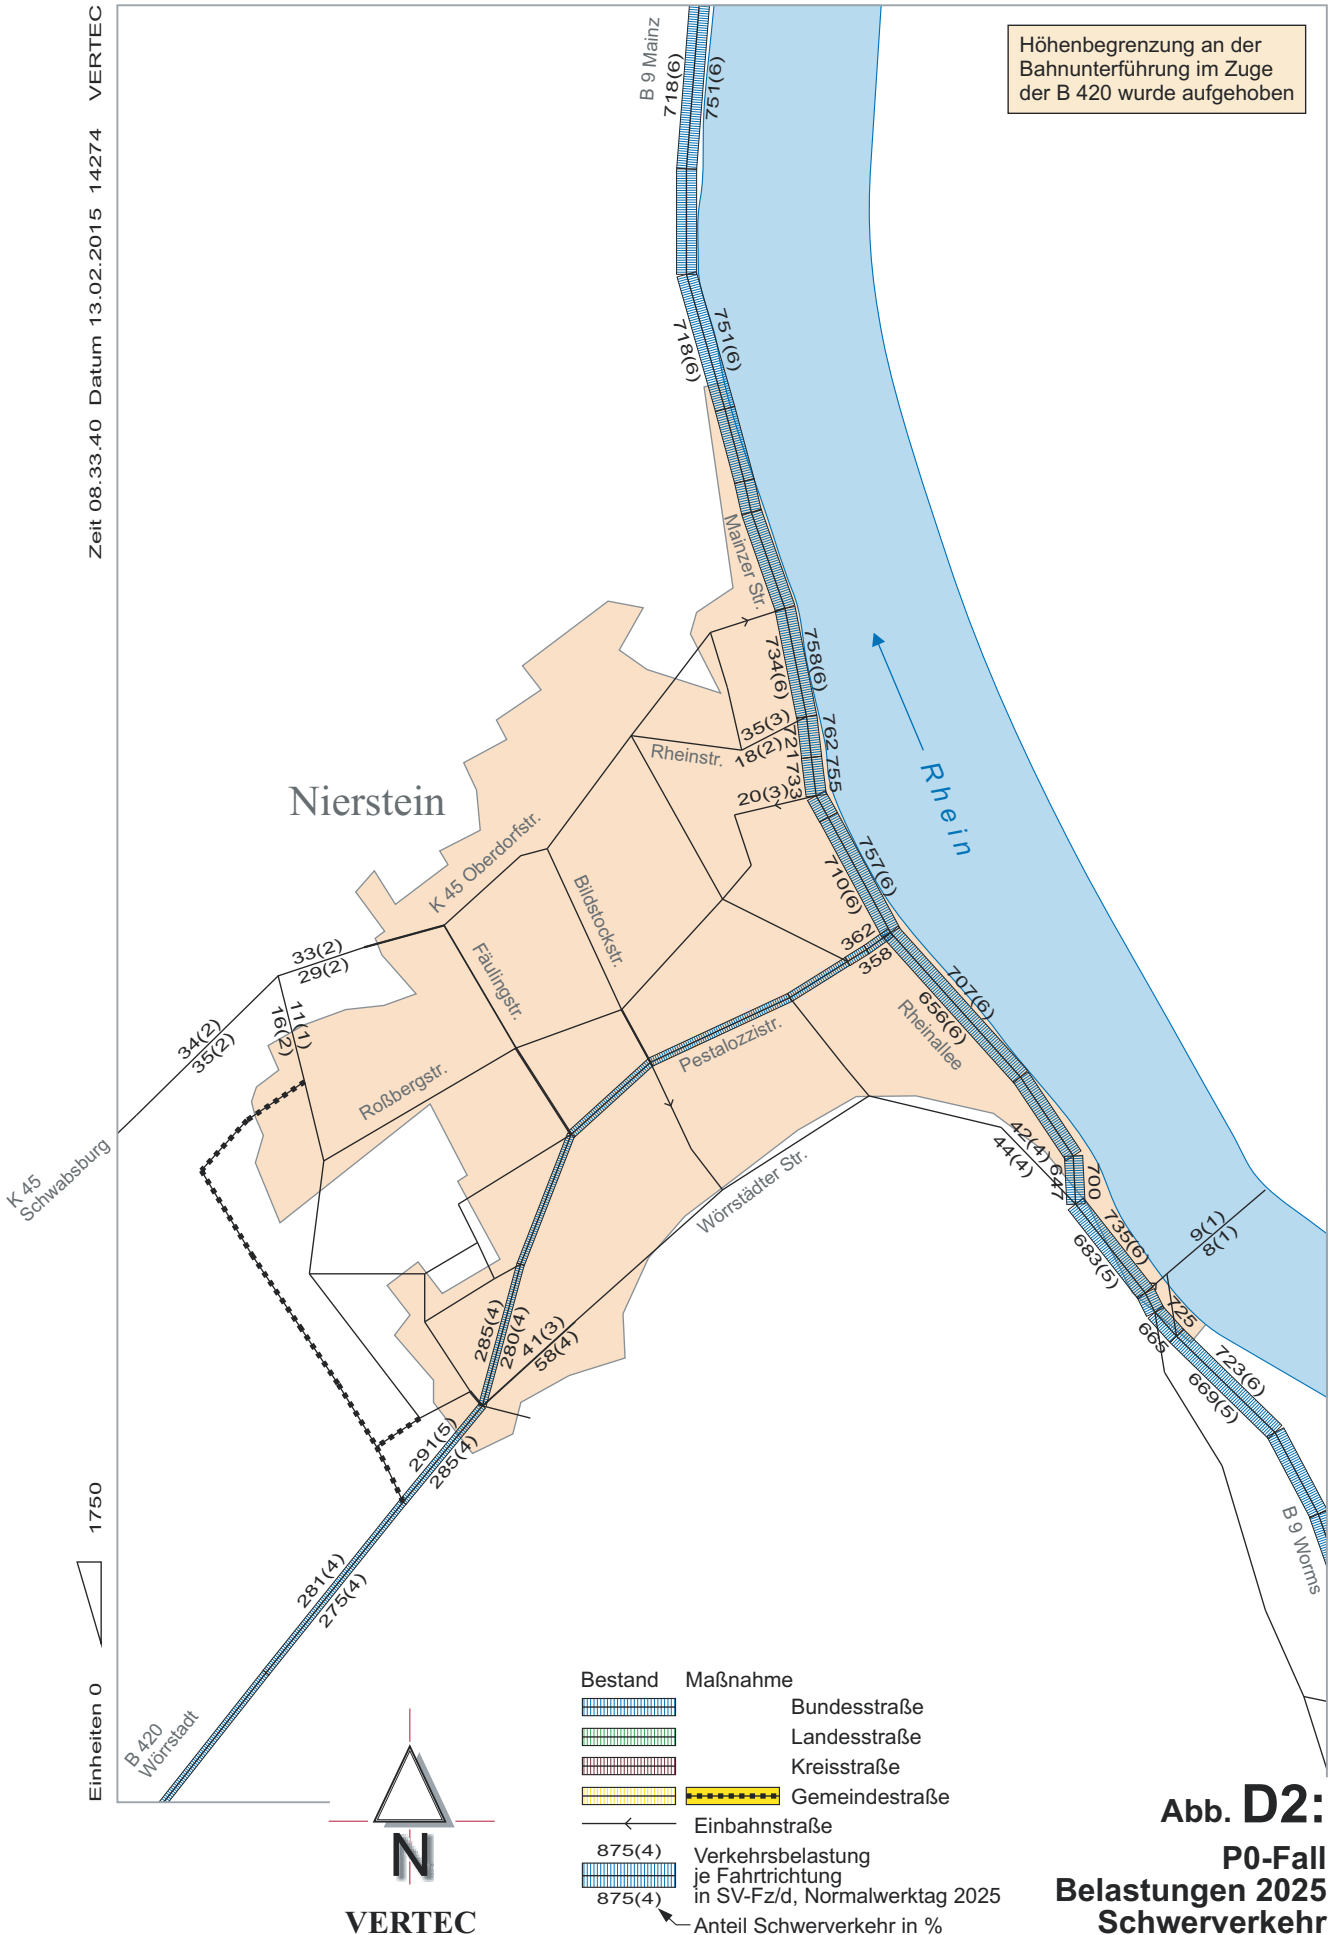 Zeit 08.33.40 Datum 13.02.2015 14274 VERTEC
Einheiten 0 1750
Höhenbegrenzung an der
Bahnunterführung im Zuge
der B 420 wurde aufgehoben
B 9 Mainz
718(6)
751(6)
718(6)
751(6)
Mainzer Str.
734(6)
758(6)
35(3)
18(2)
Rheinstr.
721
762
733
755
20(3)
Nierstein
Rhein
K 45 Oberdorfstr.
Bildstockstr.
757(6)
710(6)
33(2)
29(2)
Fäulingstr.
362
358
707(6)
656(6)
Rheinallee
34(2)
35(2)
11(1)
16(2)
Pestalozzistr.
Roßbergstr.
K 45
Schwabsburg
42(4)
44(4)
647
700
Wörrstädter Str.
735(6)
683(5)
9(1)
8(1)
285(4)
280(4)
41(3)
58(4)
725
665
723(6)
669(5)
291(5)
285(4)
B 9 Worms
281(4)
275(4)
B 420
Wörrstadt
N
VERTEC
Bestand Maßnahme
Bundesstraße
Landesstraße
Kreisstraße
Gemeindestraße
Einbahnstraße
875(4)
875(4)
Verkehrsbelastung
je Fahrtrichtung
in SV-Fz/d, Normalwerktag 2025
Anteil Schwerverkehr in %
Abb. D2:
P0-Fall
Belastungen 2025
Schwerverkehr